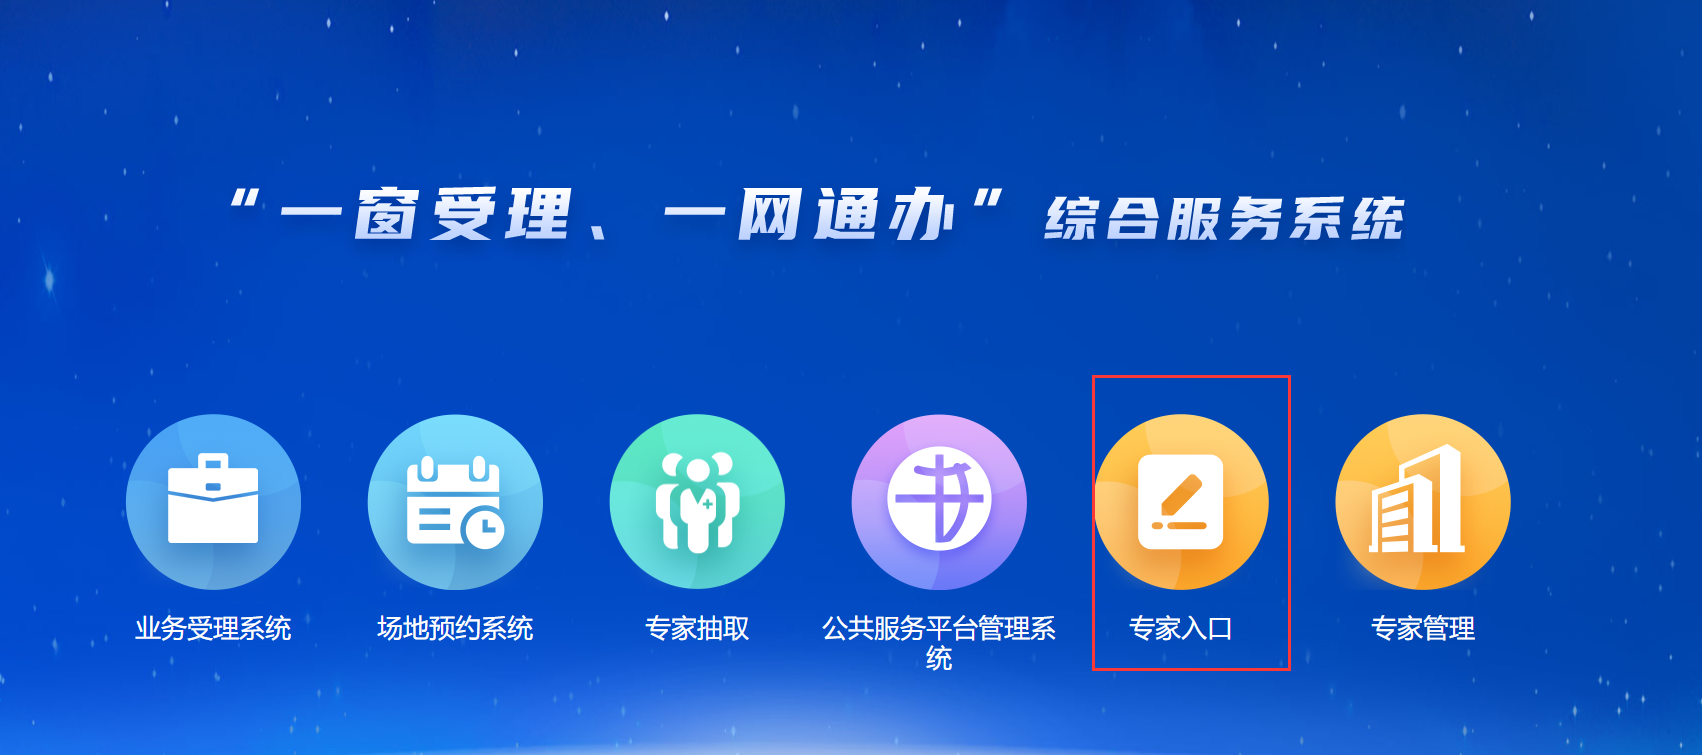 “一窗受理、一网通办”综合服务系统
业务受理系统
场地预约系统
专家抽取
公共服务平台管理系
统
专家入口
专家管理